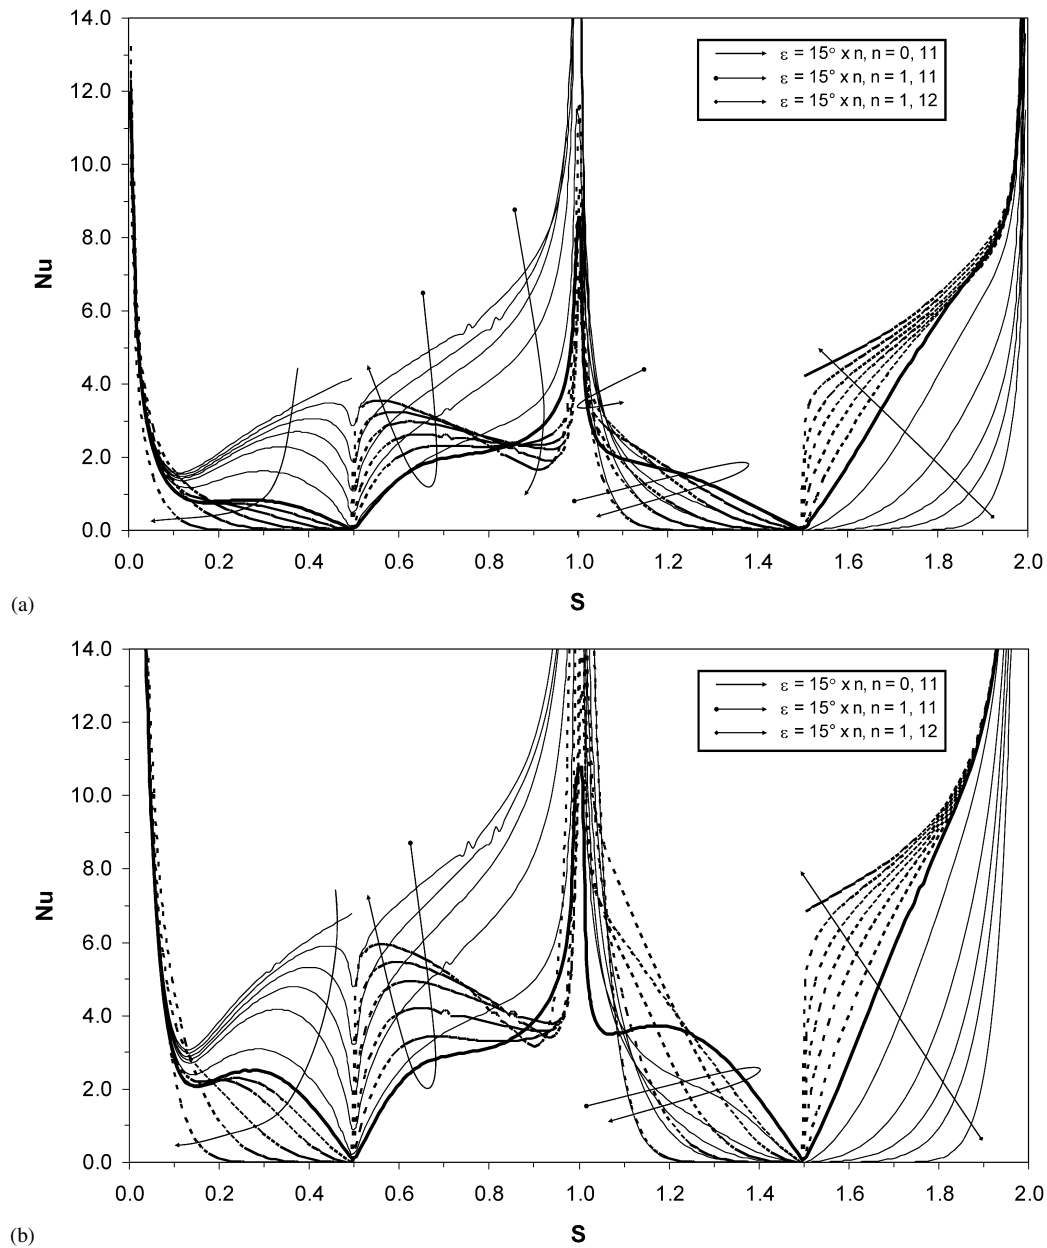 14.0
12.0
10.0
8.0
6.0
4.0
2.0
0.0
Nu
ε = 15° x n, n = 0, 11
ε = 15° x n, n = 1, 11
ε = 15° x n, n = 1, 12
0.0 0.2 0.4 0.6 0.8 1.0 1.2 1.4 1.6 1.8 2.0
S
(a)
14.0
12.0
10.0
8.0
6.0
4.0
2.0
0.0
Nu
ε = 15° x n, n = 0, 11
ε = 15° x n, n = 1, 11
ε = 15° x n, n = 1, 12
0.0 0.2 0.4 0.6 0.8 1.0 1.2 1.4 1.6 1.8 2.0
S
(b)